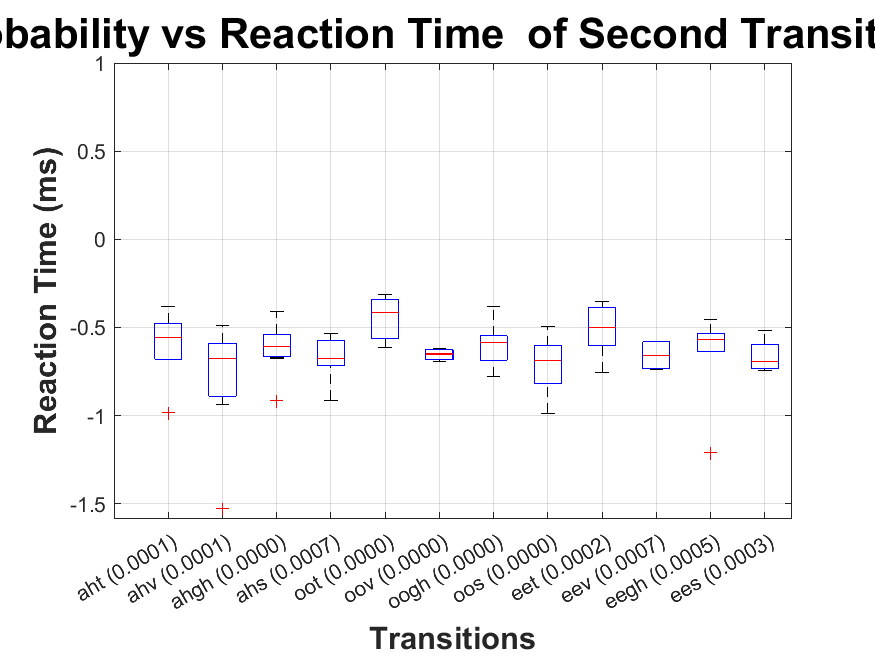 obability vs Reaction Time of Second Transit
Reaction Time (ms)
1
0.5
0
-0.5
-1
-1.5
aht (0.0001)
ahv (0.0001)
ahgh (0.0000)
ahs (0.0007)
oot (0.0000)
oov (0.0000)
oogh (0.0000)
oos (0.0000)
eet (0.0002)
eev (0.0007)
eegh (0.0005)
ees (0.0003)
Transitions